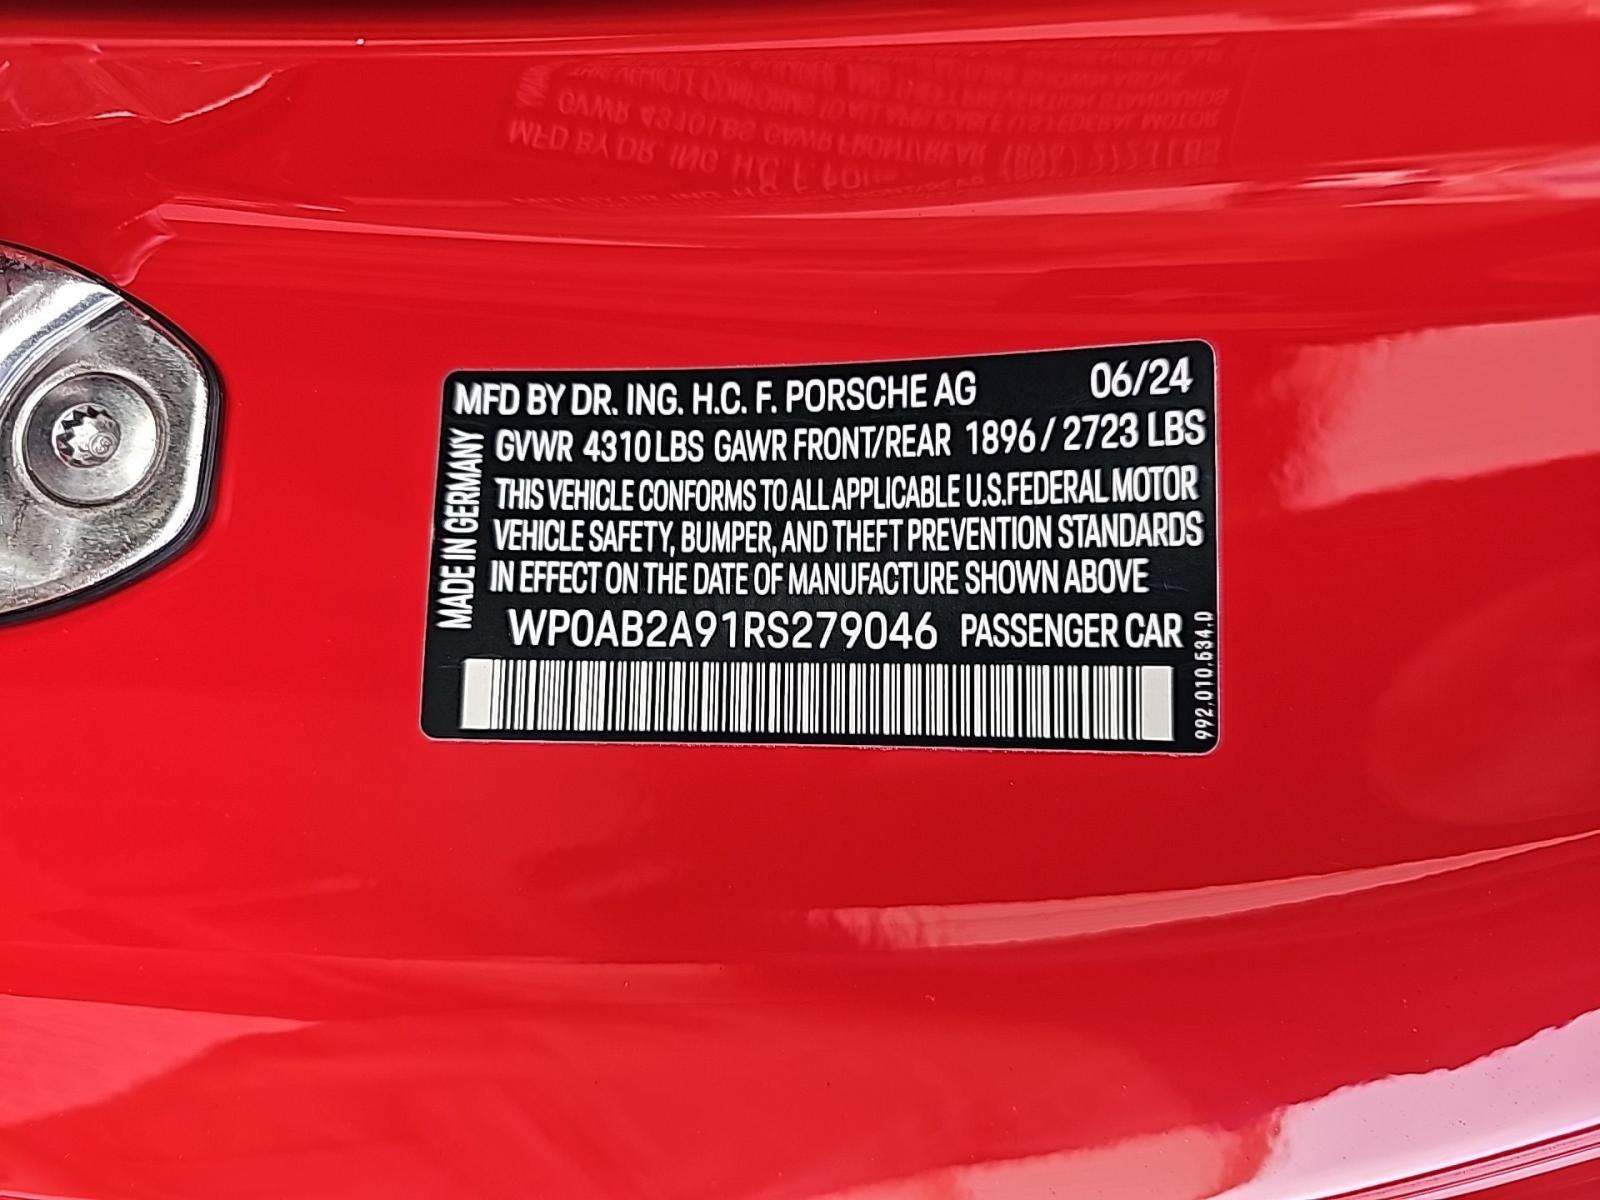 MFD BY DR. ING. H.C. F. PORSCHE AG 06/24
GVWR 4310 LBS GAWR FRONT/REAR 1896 / 2723 LBS
THIS VEHICLE CONFORMS TO ALL APPLICABLE U.S.FEDERAL MOTOR
VEHICLE SAFETY, BUMPER, AND THEFT PREVENTION STANDARDS
IN EFFECT ON THE DATE OF MANUFACTURE SHOWN ABOVE
WP0AB2A91RS279046 PASSENGER CAR
MADE IN GERMANY
992.010.534.0